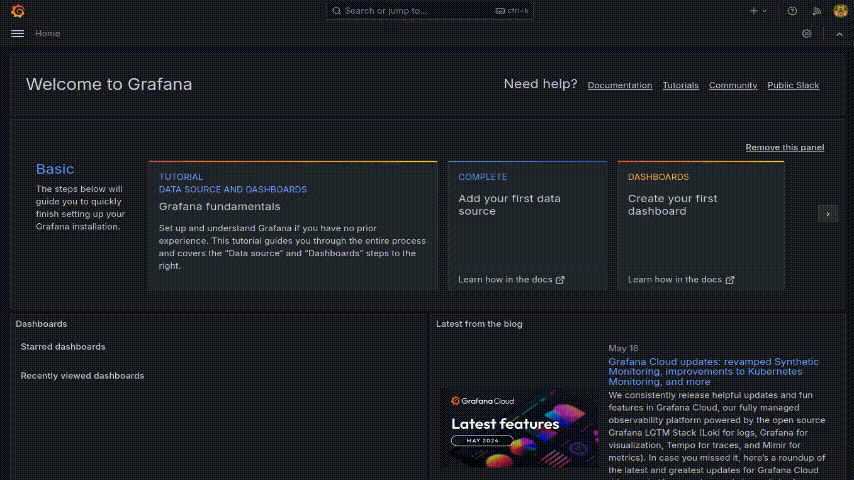 Search or jump to...
ctrl+k
Home
Welcome to Grafana
Need help?
Documentation
Tutorials
Community
Public Slack
Remove this panel
Basic
The steps below will
guide you to quickly
finish setting up your
Grafana installation.
TUTORIAL
DATA SOURCE AND DASHBOARDS
Grafana fundamentals
Set up and understand Grafana if you have no prior
experience. This tutorial guides you through the entire process
and covers the "Data source" and "Dashboards" steps to the
right.
COMPLETE
Add your first data
source
Learn how in the docs
DASHBOARDS
Create your first
dashboard
Learn how in the docs
Dashboards
Starred dashboards
Recently viewed dashboards
Latest from the blog
GrafanaCloud
Latest features
MAY 2024
May 16
Grafana Cloud updates: revamped Synthetic
Monitoring, improvements to Kubernetes
Monitoring, and more
We consistently release helpful updates and fun
features in Grafana Cloud, our fully managed
observability platform powered by the open source
Grafana LGTM Stack (Loki for logs, Grafana for
visualization, Tempo for traces, and Mimir for
metrics). In case you missed it, here's a roundup of
the latest and greatest updates for Grafana Cloud